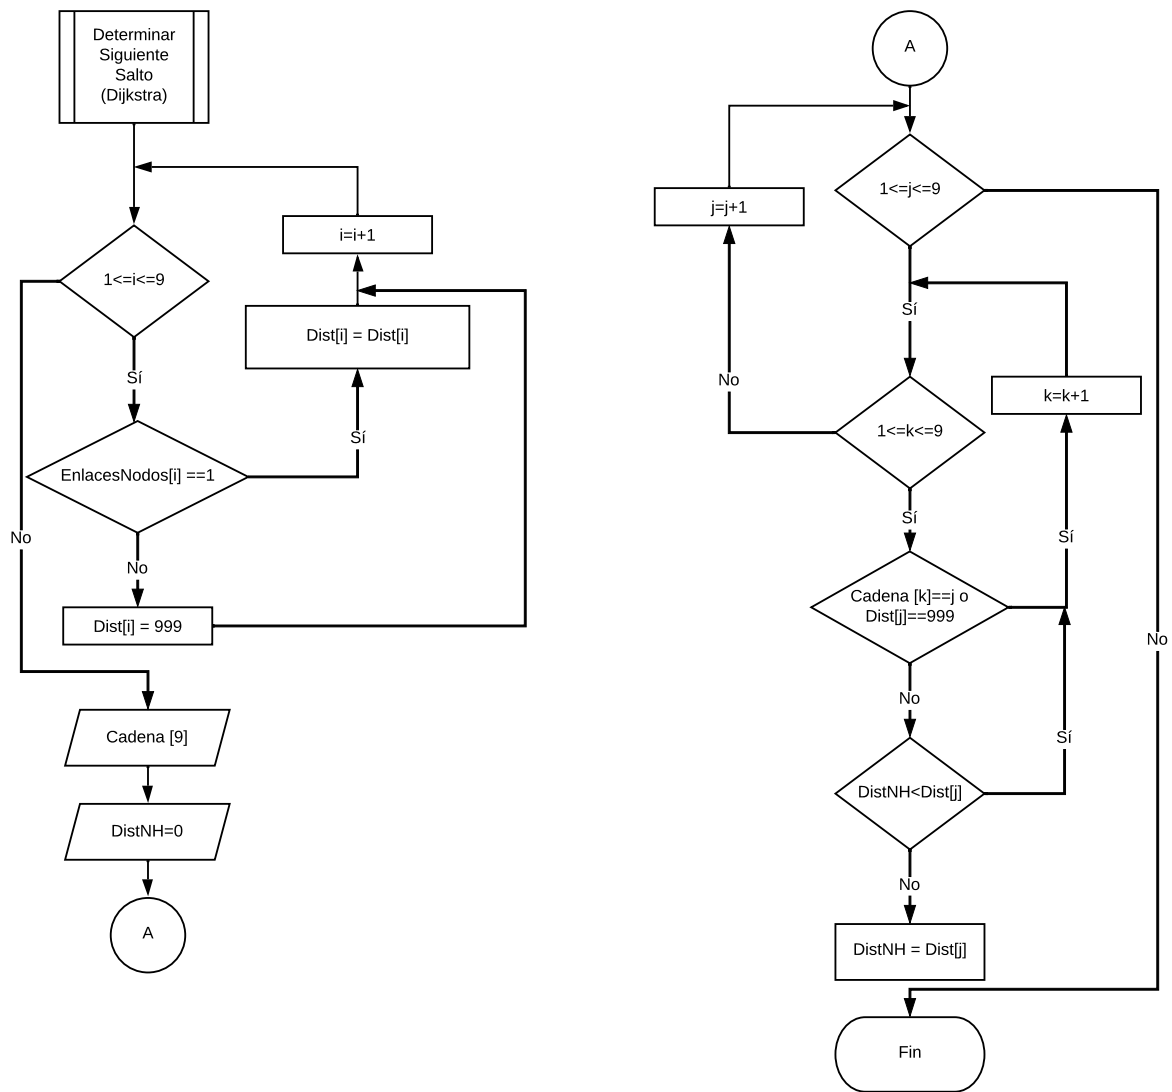 Determinar
Siguiente
Salto
(Dijkstra)
i=i+1
1<=i<=9
Dist[i] = Dist[i]
Sí
Sí
EnlacesNodos[i] ==1
No
No
Dist[i] = 999
Cadena [9]
DistNH=0
A
A
1<=j<=9
j=j+1
Sí
No
k=k+1
1<=k<=9
Sí
Sí
Cadena [k]==j o
Dist[j]==999
No
No
Sí
DistNH<Dist[j]
No
DistNH = Dist[j]
Fin